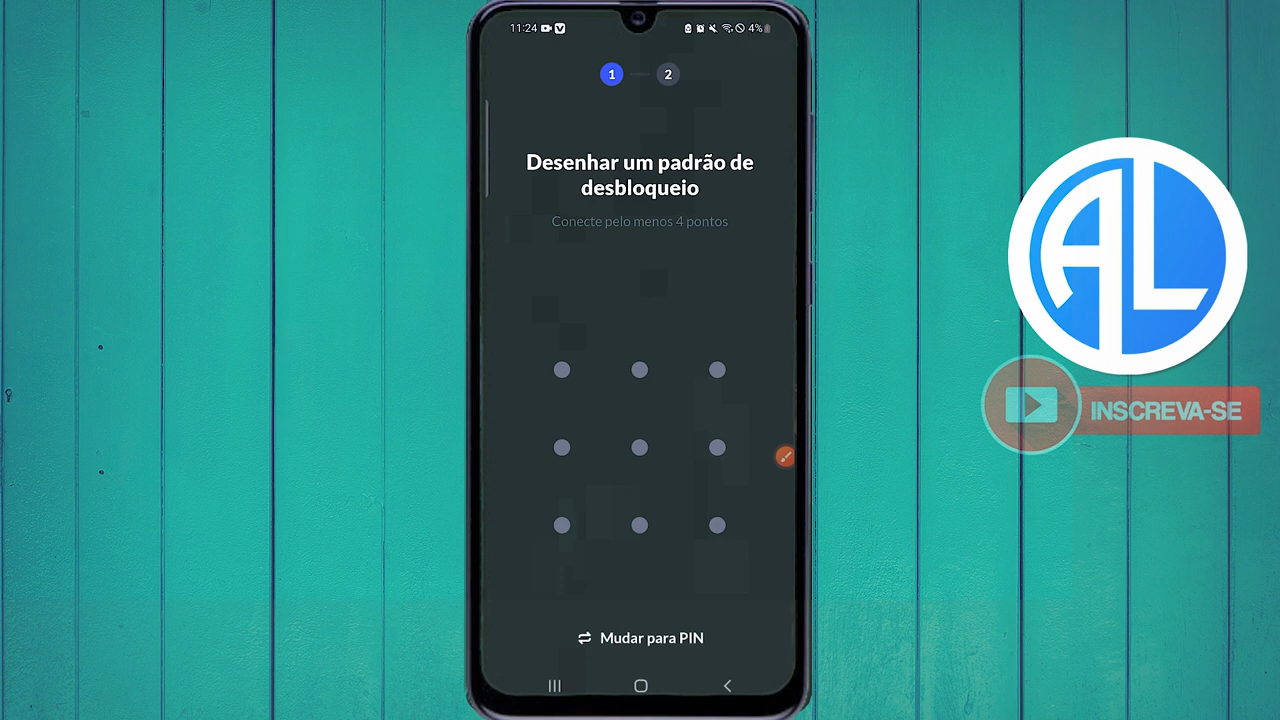 11:24
4%
1 2
Desenhar um padrão de
desbloqueio
Conecte pelo menos 4 pontos
Mudar para PIN
AL
INSCREVA-SE